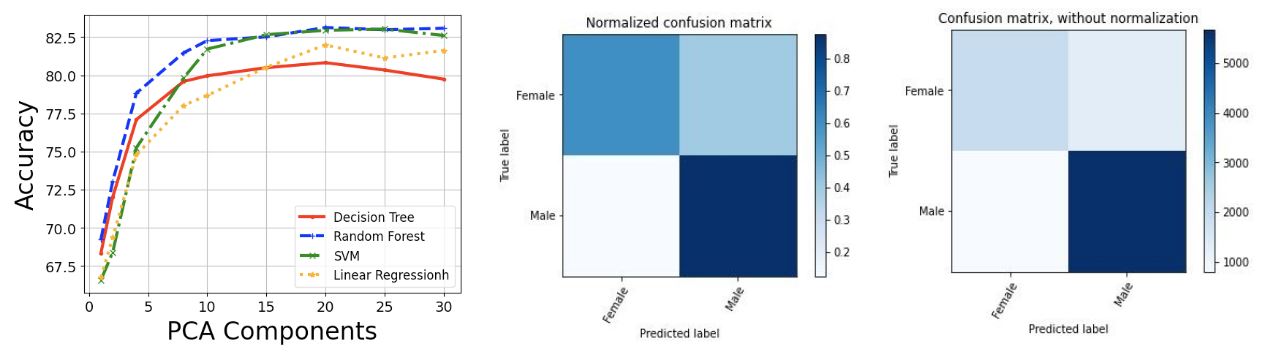 Accuracy
82.5
80.0
77.5
75.0
72.5
70.0
67.5
0 5 10 15 20 25 30
PCA Components
Decision Tree
Random Forest
SVM
Linear Regressionh
Normalized confusion matrix
True label
Female
Male
Female Male
Predicted label
0.8
0.7
0.6
0.5
0.4
0.3
0.2
Confusion matrix, without normalization
True label
Female
Male
Female Male
Predicted label
5000
4000
3000
2000
1000